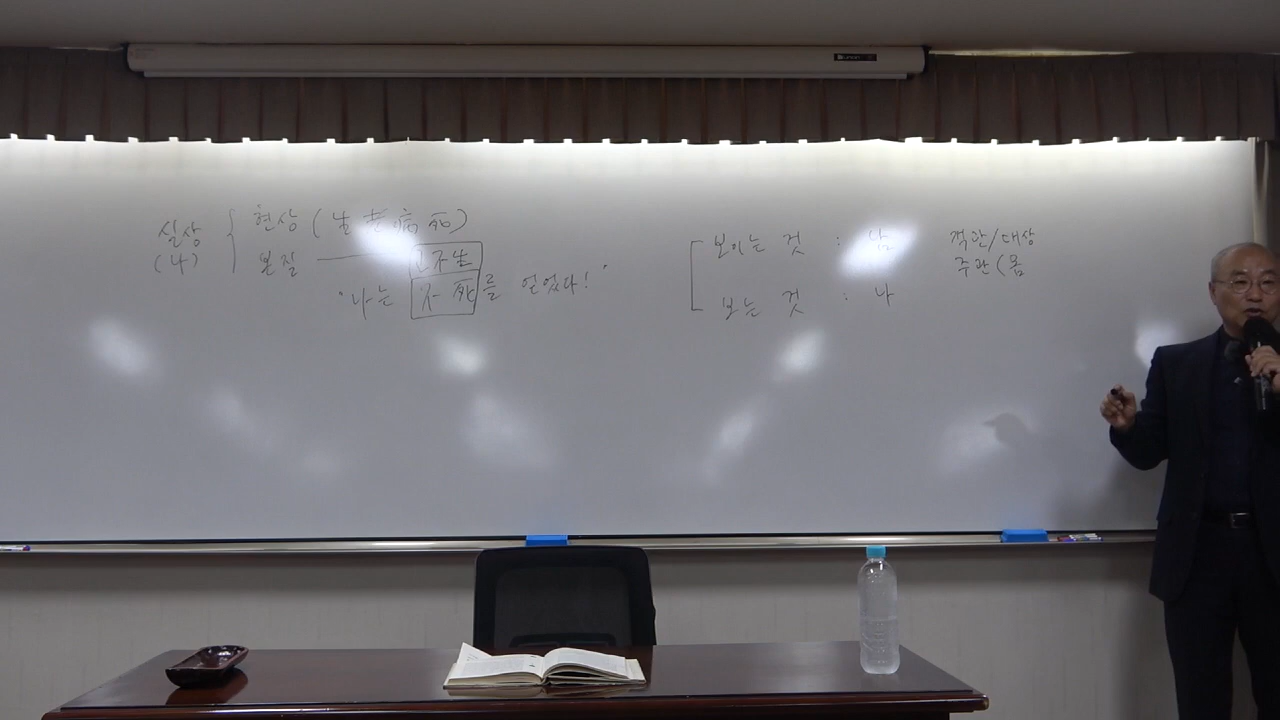 실상 { 현상 (生老病死)
(나) 본질 — 不生
"나는 不死를 얻었다!"
보이는 것 : 남
보는 것 : 나
객관/대상
주관(몸